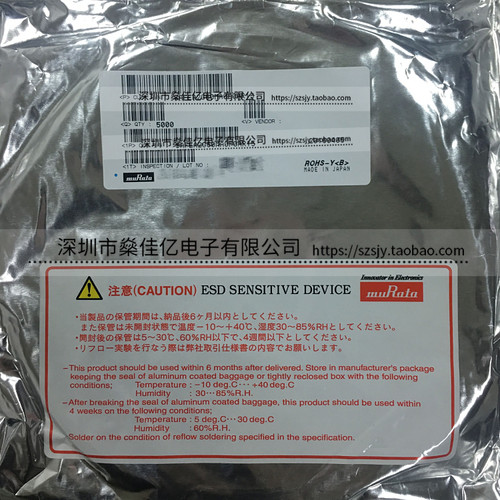 深圳市燊佳亿电子有限公司 https://szsjy.taobao.com
<Q> QTY : 5000
<V> VENDOR :
<1T> INSPECTION / LOT NO :
ROHS-Y<B>
MADE IN JAPAN
muRata
深圳市燊佳亿电子有限公司 https://szsjy.taobao.com
深圳市燊佳亿电子有限公司 https://szsjy.taobao.com
注意(CAUTION) ESD SENSITIVE DEVICE
Innovator in Electronics
muRata
・当製品の保管期間は、納品後6ヶ月以内としてください。
また保管は未開封状態で温度−10〜+40℃、湿度30〜85%RHとしてください。
・開封後の保管は5〜30℃、60%RH以下で、4週間以下としてください。
・リフロー実験を行なう際は弊社取引仕様書の内容でお願いします。
—This product should be used within 6 months after delivered. Store in manufacturer's package
keeping the seal of aluminum coated baggage or tightly reclosed box with the following
conditions; Temperature : −10 deg.C⋯+40 deg.C
Humidity : 30⋯85%R.H.
—After breaking the seal of aluminum coated baggage, this product should be used within
4 weeks on the following conditions;
Temperature : 5 deg.C⋯30 deg.C
Humidity : 60%R.H.
Solder on the condition of reflow soldering specified in the specification.